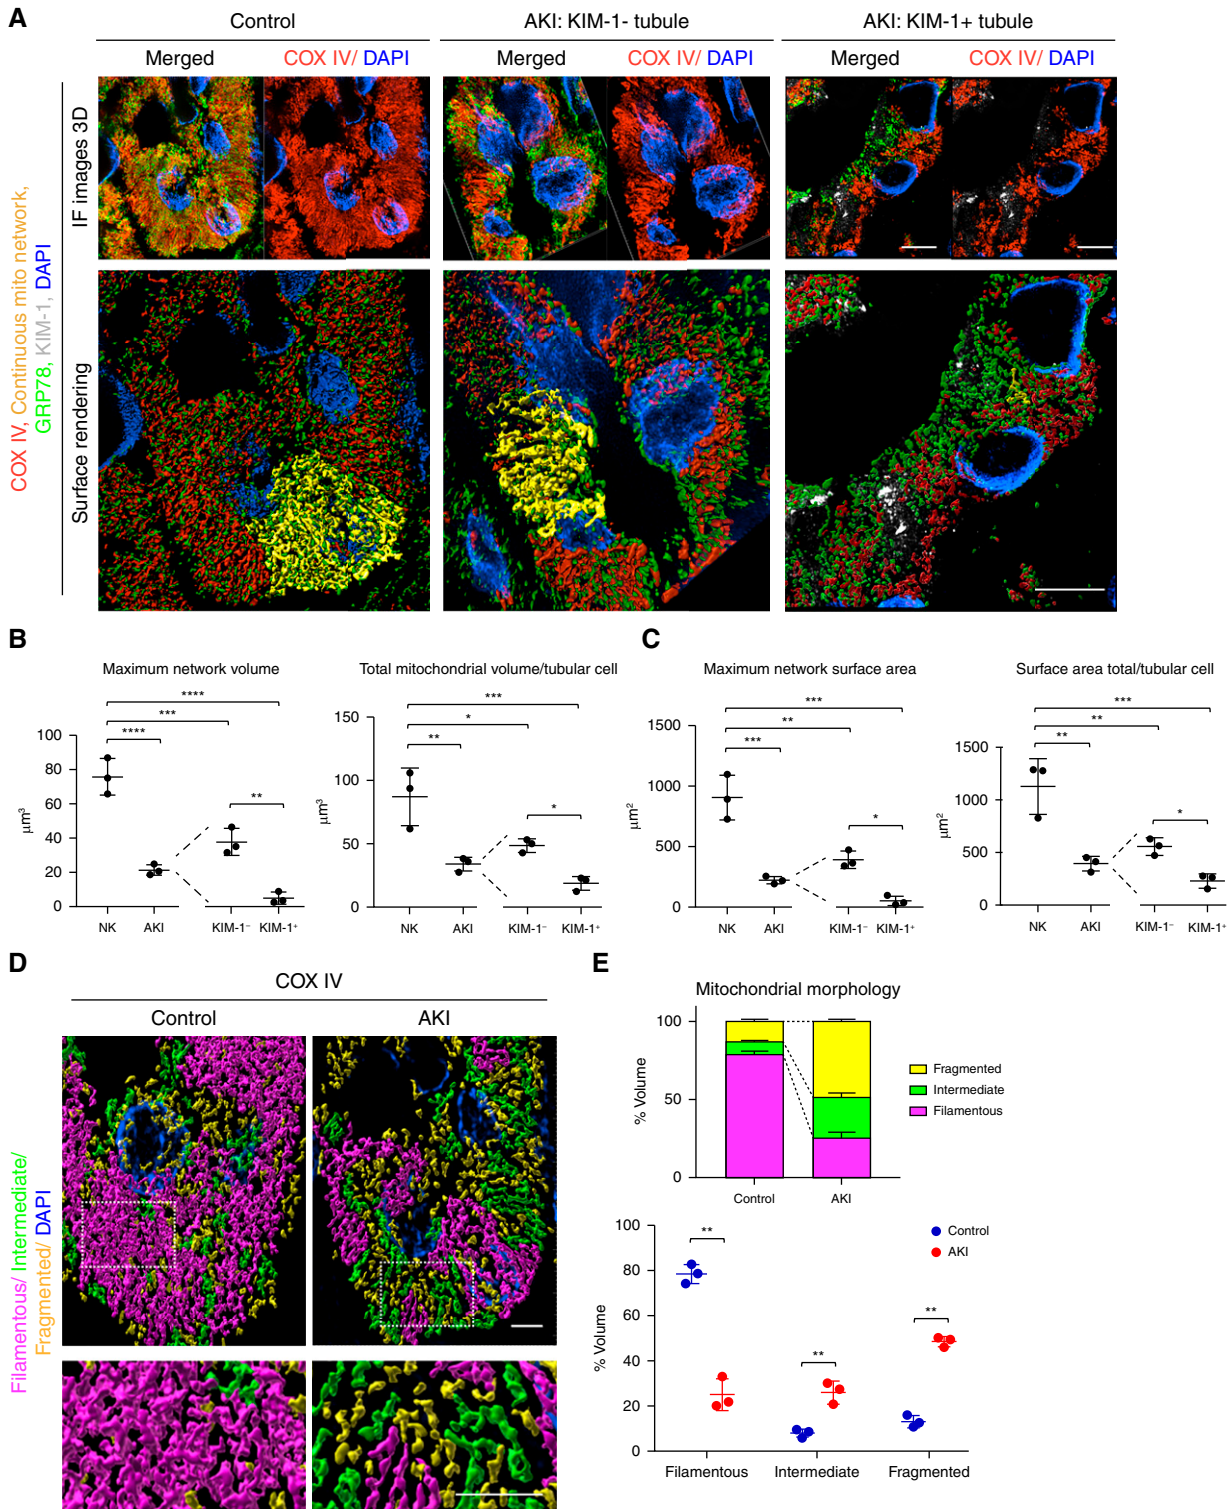 A
Control
AKI: KIM-1- tubule
AKI: KIM-1+ tubule
Merged
COX IV/ DAPI
Merged
COX IV/ DAPI
Merged
COX IV/ DAPI
COX IV, Continuous mito network,
GRP78, KIM-1, DAPI
IF images 3D
Surface rendering
B
Maximum network volume
****
***
****
**
100
80
60
40
20
0
μm³
NK
AKI
KIM-1⁻
KIM-1⁺
Total mitochondrial volume/tubular cell
***
*
**
*
150
100
50
0
μm³
NK
AKI
KIM-1⁻
KIM-1⁺
C
Maximum network surface area
***
**
***
*
1500
1000
500
0
μm²
NK
AKI
KIM-1⁻
KIM-1⁺
Surface area total/tubular cell
***
**
**
*
1500
1000
500
0
μm²
NK
AKI
KIM-1⁻
KIM-1⁺
D
COX IV
Control
AKI
Filamentous/ Intermediate/
Fragmented/ DAPI
E
Mitochondrial morphology
100
50
0
% Volume
Control
AKI
Fragmented
Intermediate
Filamentous
100
80
60
40
20
0
% Volume
**
**
**
Control
AKI
Filamentous
Intermediate
Fragmented